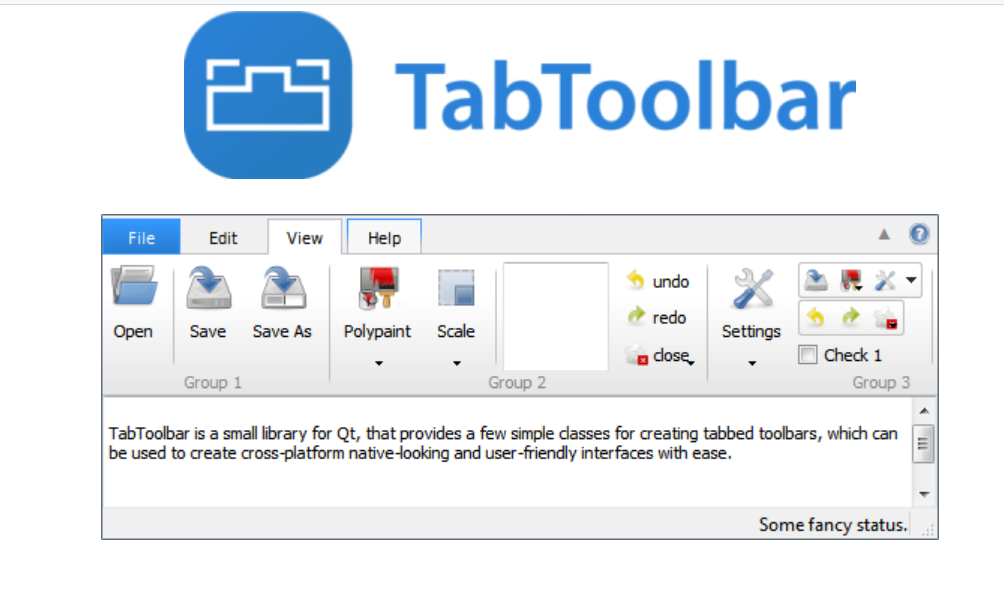 TabToolbar
File Edit View Help
Open Save Save As Polypaint Scale undo redo close Settings Check 1
Group 1 Group 2 Group 3
TabToolbar is a small library for Qt, that provides a few simple classes for creating tabbed toolbars, which can
be used to create cross-platform native-looking and user-friendly interfaces with ease.
Some fancy status.